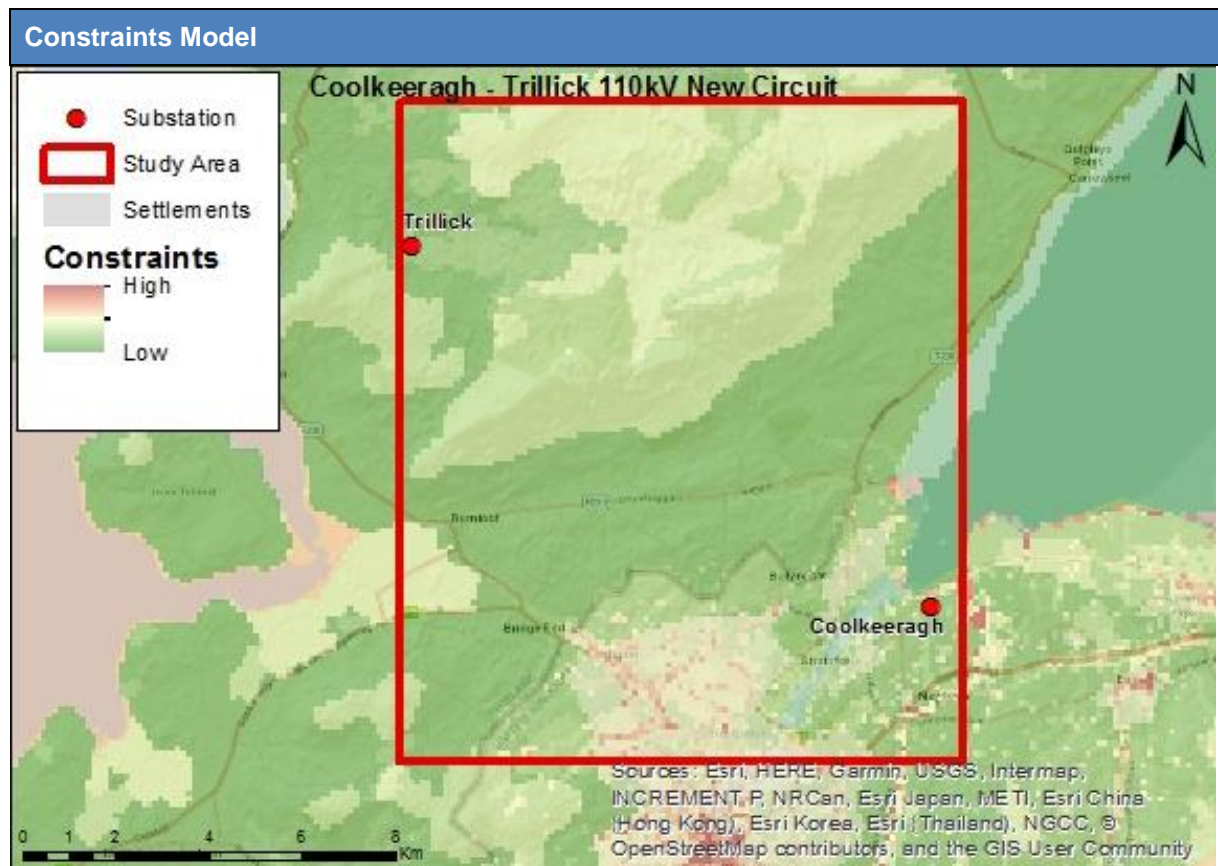 Constraints Model
Coolkeeragh - Trillick 110kV New Circuit
N
Substation
Study Area
Settlements
Constraints
High
Low
Trillick
Coolkeeragh
Bridge End
0 1 2 4 6 8
Km
Sources: Esri, HERE, Garmin, USGS, Intermap,
INCREMENT P, NRCan, Esri Japan, METI, Esri China
(Hong Kong), Esri Korea, Esri (Thailand), NGCC, ©
OpenStreetMap contributors, and the GIS User Community